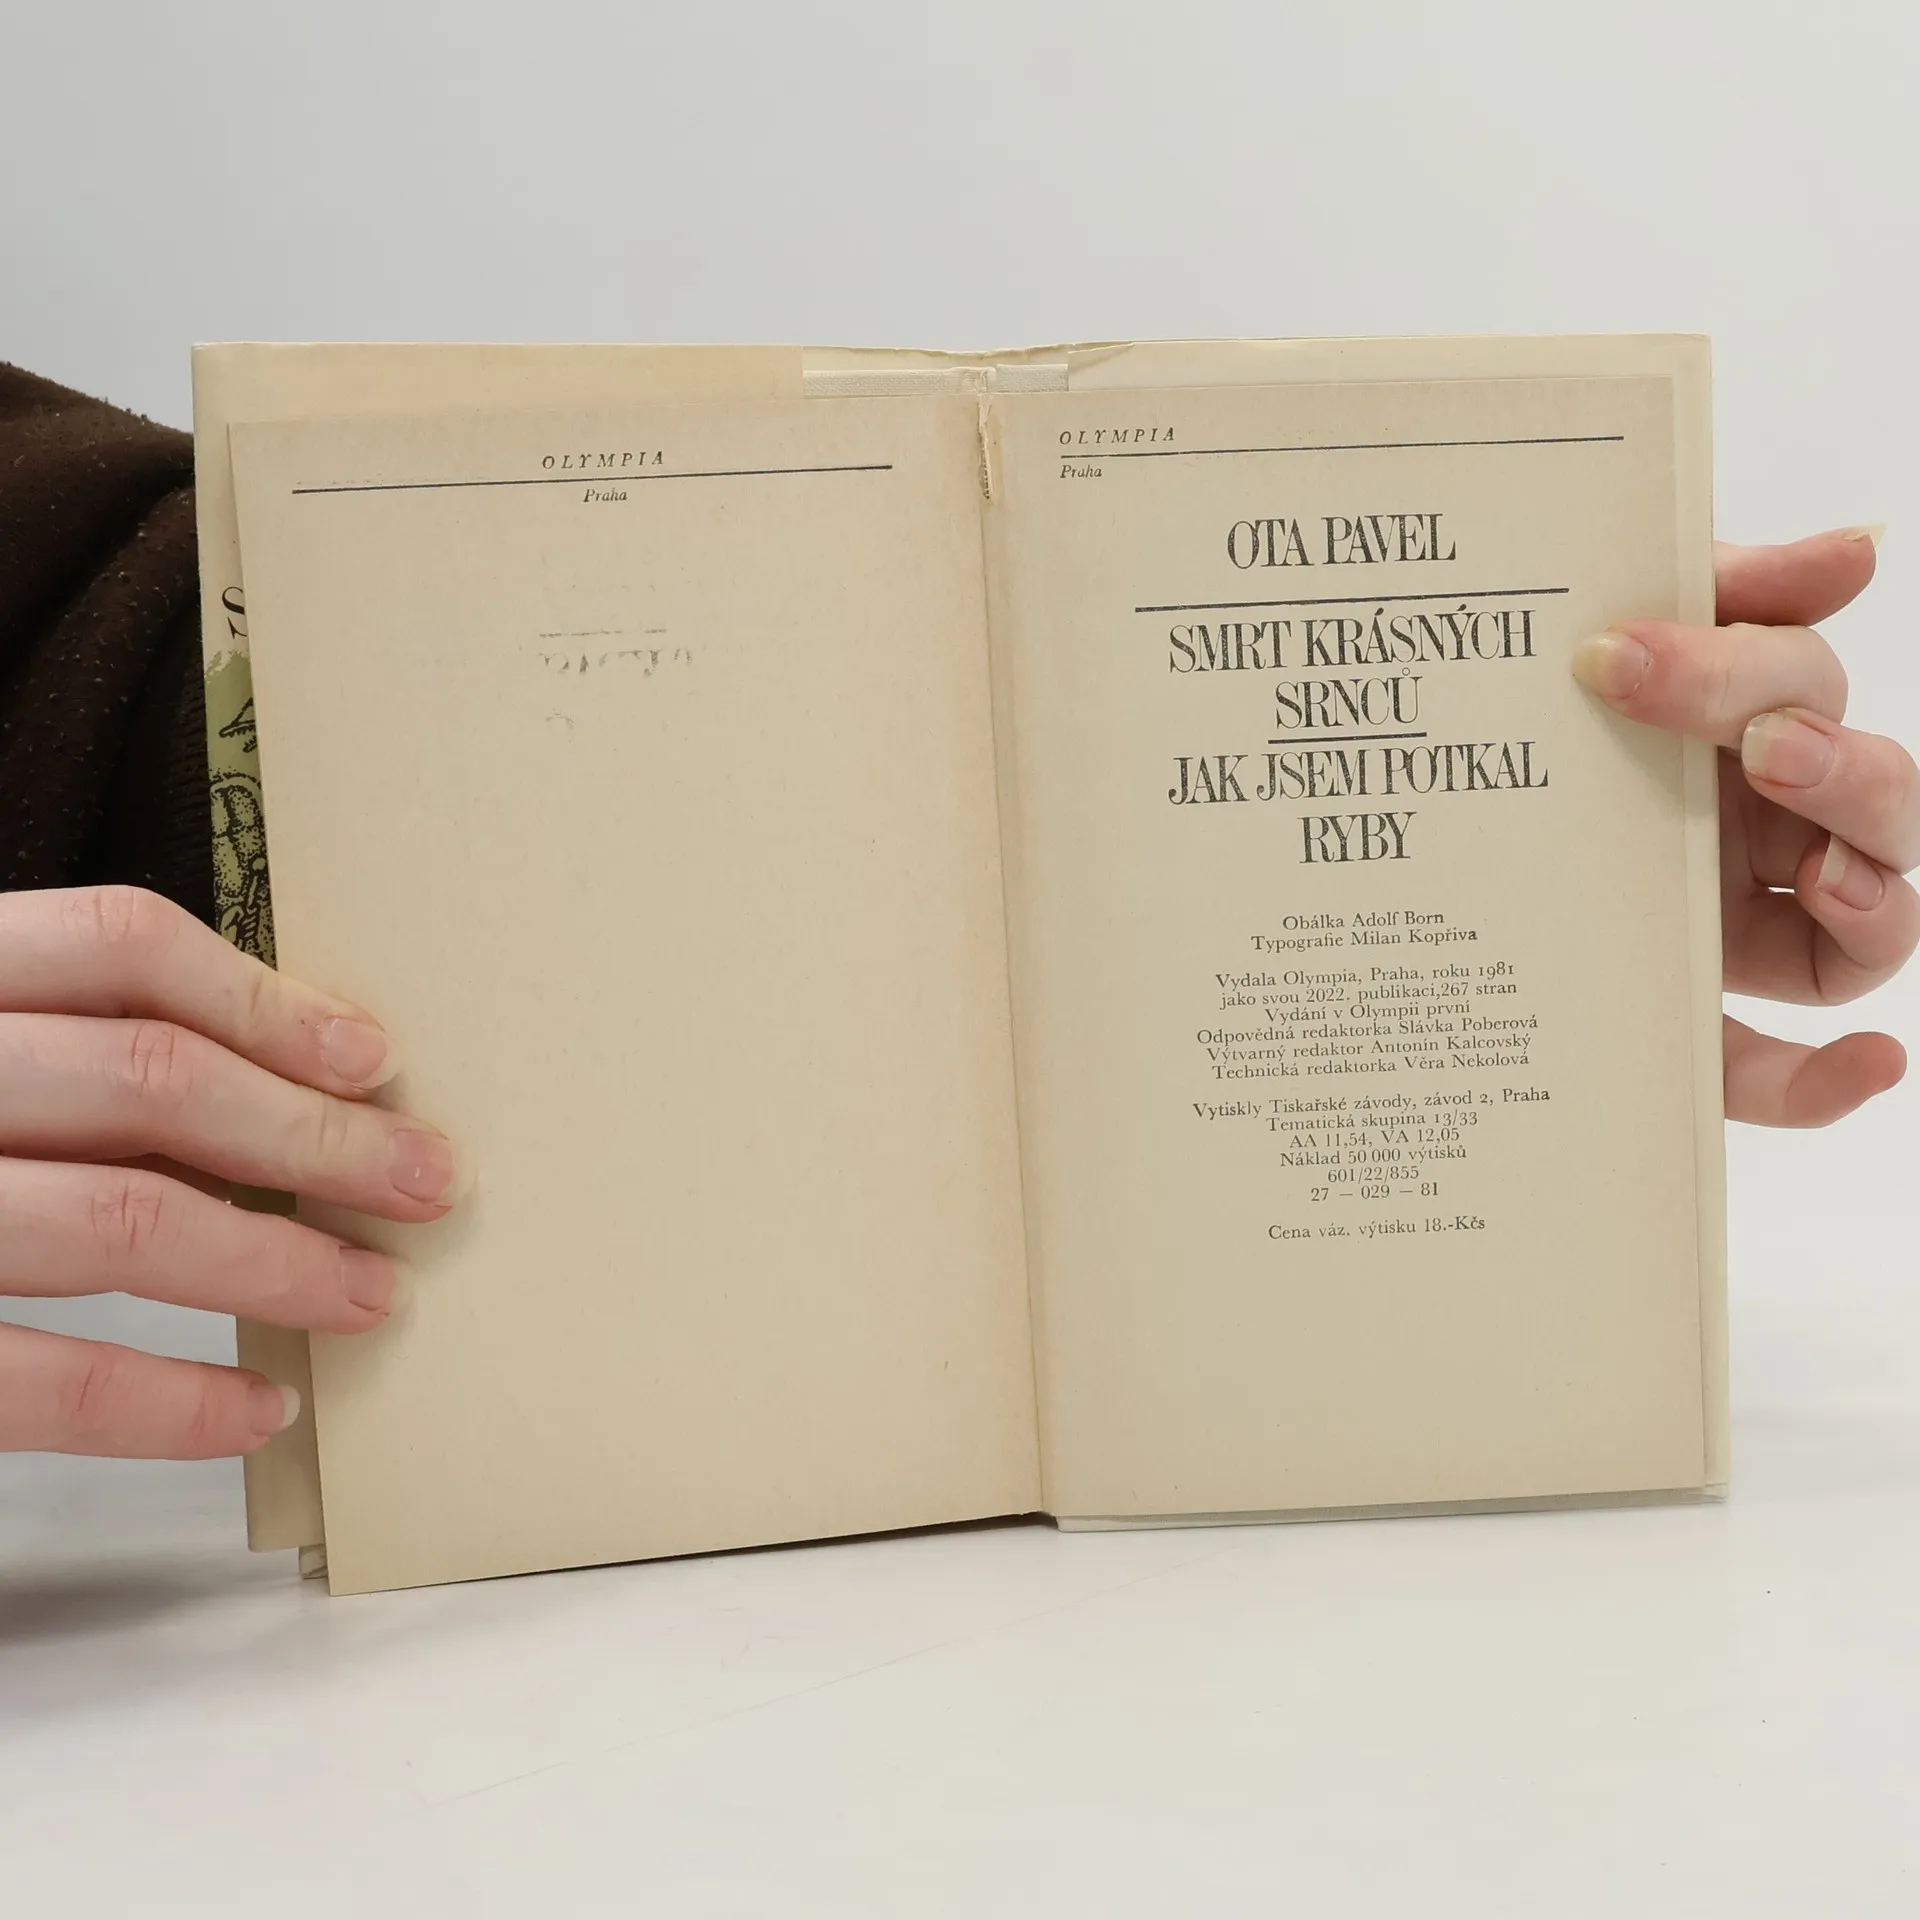 OLYMPIA
Praha
OLYMPIA
Praha
OTA PAVEL
SMRT KRÁSNÝCH
SRNCŮ
JAK JSEM POTKAL
RYBY
Obálka Adolf Born
Typografie Milan Kopřiva
Vydala Olympia, Praha, roku 1981
jako svou 2022. publikaci,267 stran
Vydání v Olympii první
Odpovědná redaktorka Slávka Poberová
Výtvarný redaktor Antonín Kalcovský
Technická redaktorka Věra Nekolová
Vytiskly Tiskařské závody, závod 2, Praha
Tematická skupina 13/33
AA 11,54, VA 12,05
Náklad 50 000 výtisků
601/22/855
27 — 029 — 81
Cena váz. výtisku 18.-Kčs